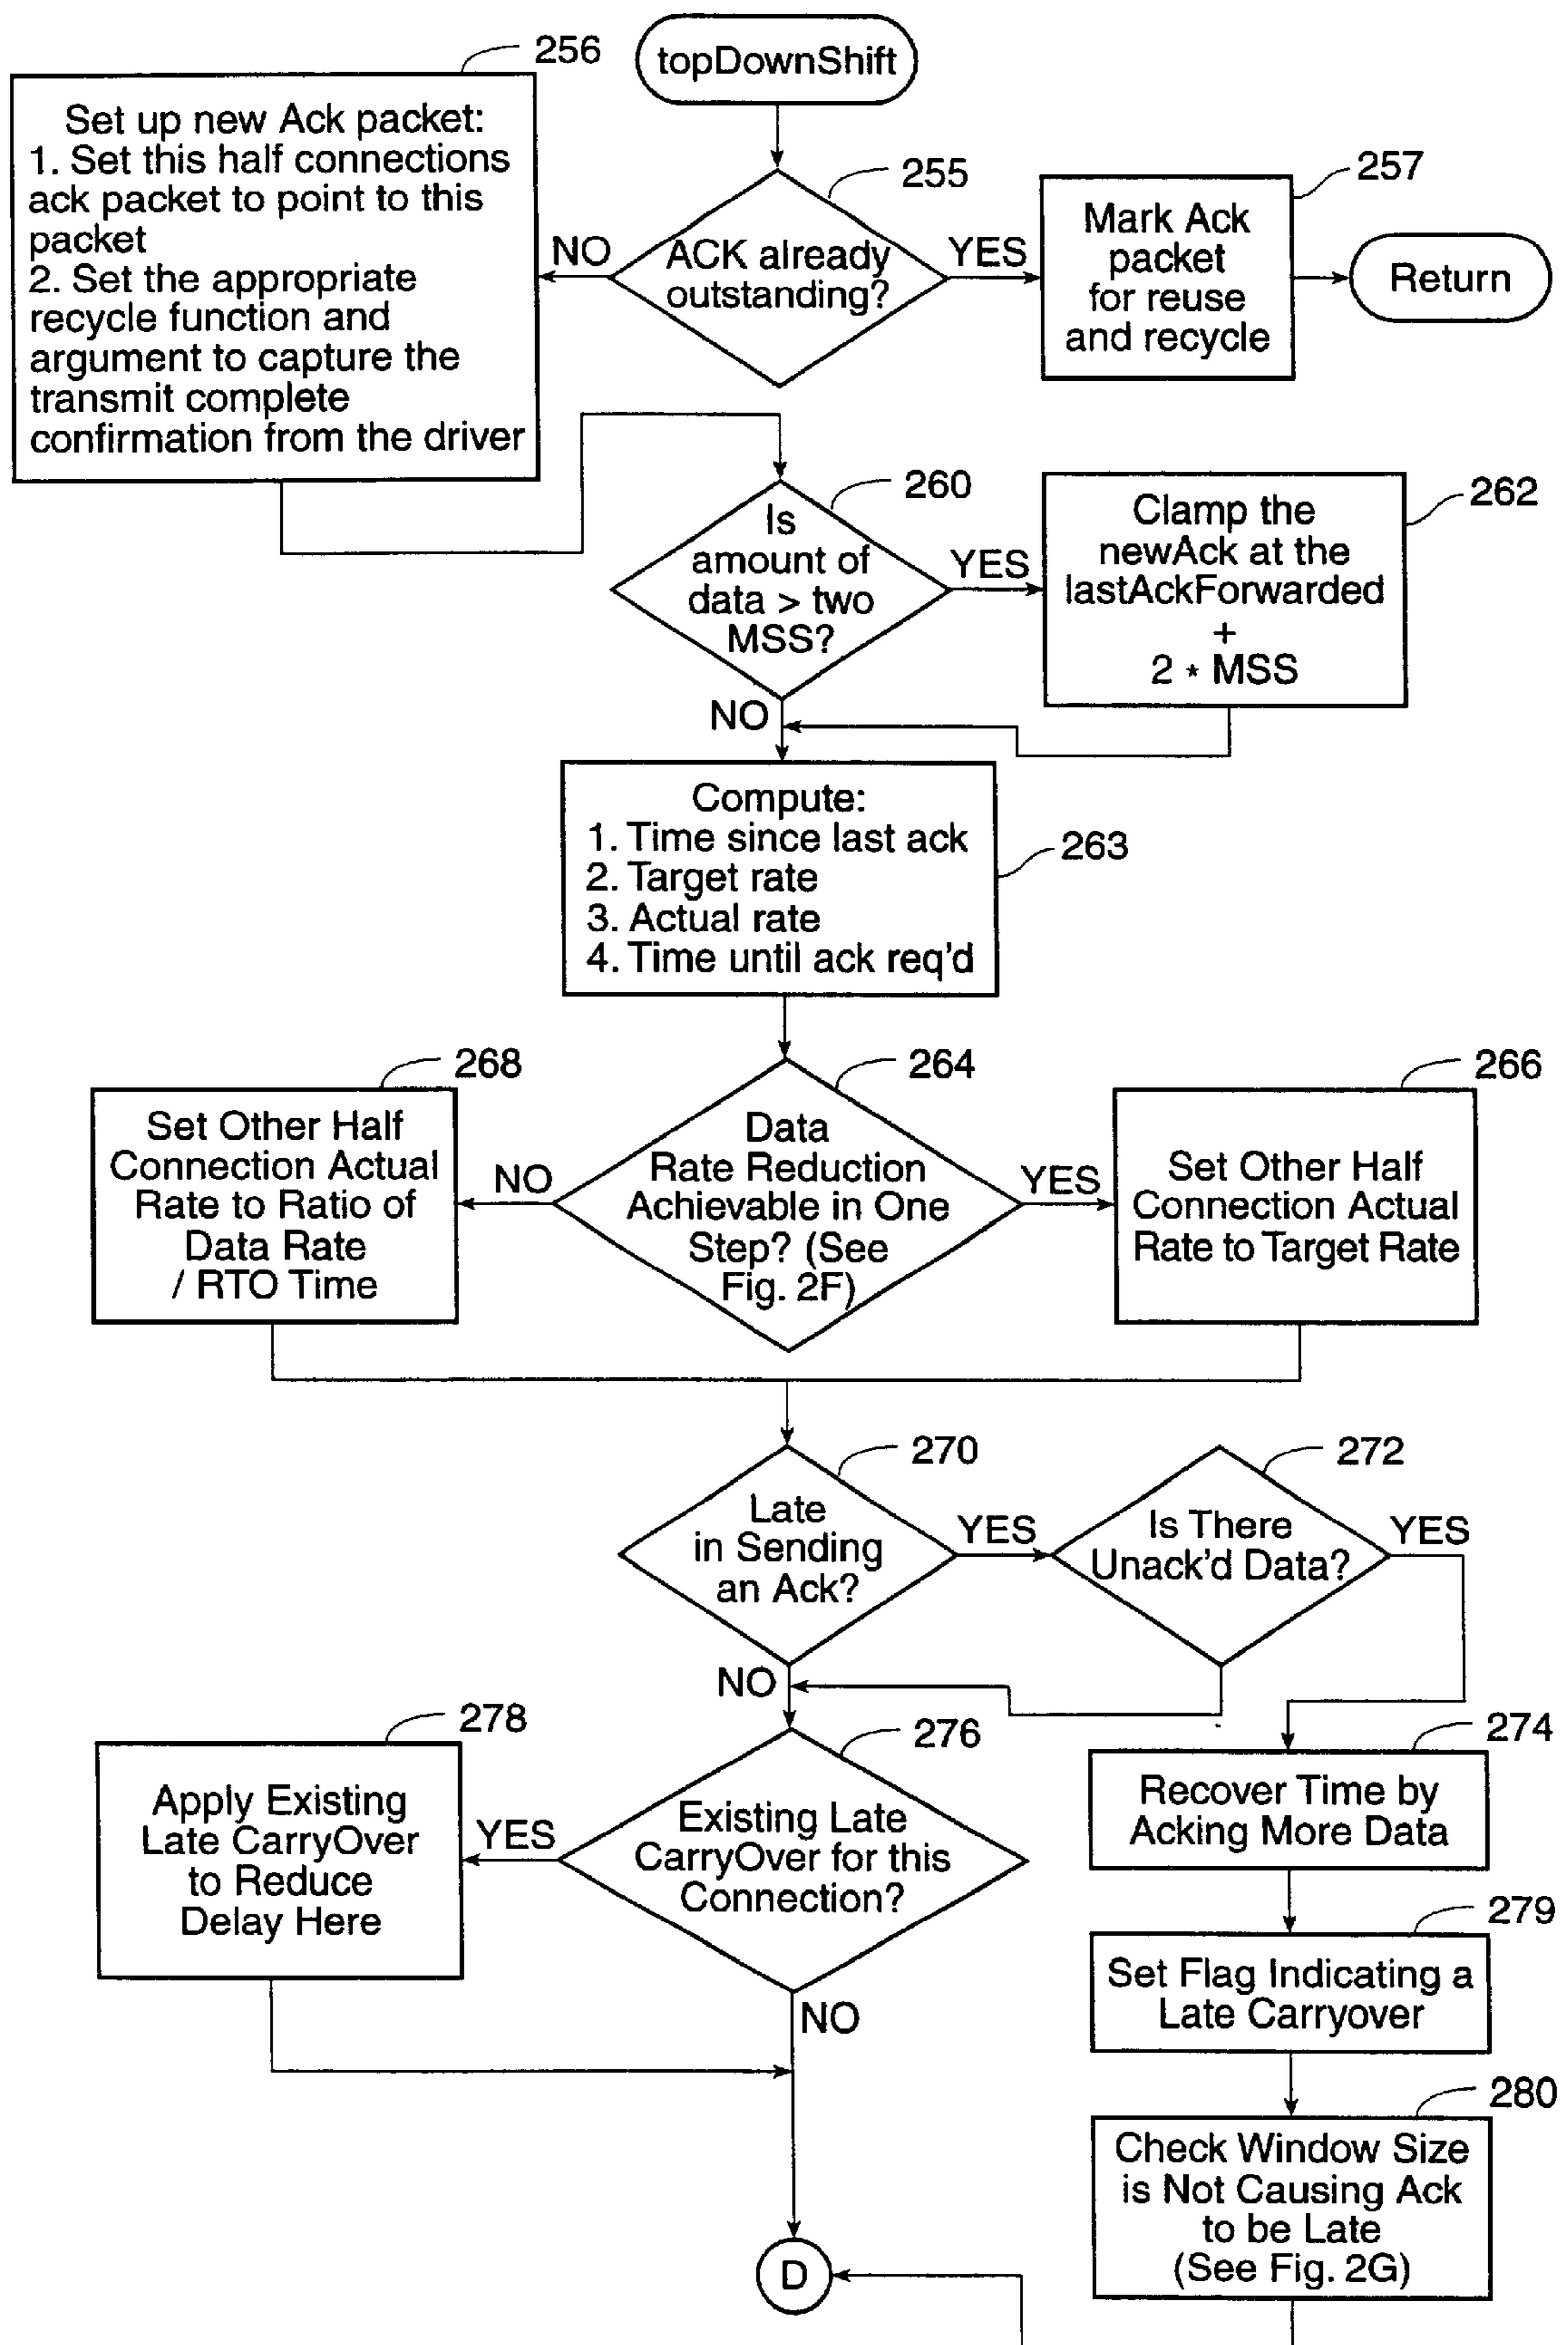 256
topDownShift
Set up new Ack packet:
1. Set this half connections
ack packet to point to this
packet
2. Set the appropriate
recycle function and
argument to capture the
transmit complete
confirmation from the driver
255
NO
ACK already
outstanding?
YES
257
Mark Ack
packet
for reuse
and recycle
Return
260
Is
amount of
data > two
MSS?
YES
NO
262
Clamp the
newAck at the
lastAckForwarded
+
2 * MSS
Compute:
1. Time since last ack
2. Target rate
3. Actual rate
4. Time until ack req'd
263
268
Set Other Half
Connection Actual
Rate to Ratio of
Data Rate
/ RTO Time
NO
264
Data
Rate Reduction
Achievable in One
Step? (See
Fig. 2F)
YES
266
Set Other Half
Connection Actual
Rate to Target Rate
270
Late
in Sending
an Ack?
YES
NO
272
Is There
Unack'd Data?
YES
278
Apply Existing
Late CarryOver
to Reduce
Delay Here
YES
276
Existing Late
CarryOver for this
Connection?
NO
274
Recover Time by
Acking More Data
279
Set Flag Indicating a
Late Carryover
280
Check Window Size
is Not Causing Ack
to be Late
(See Fig. 2G)
D